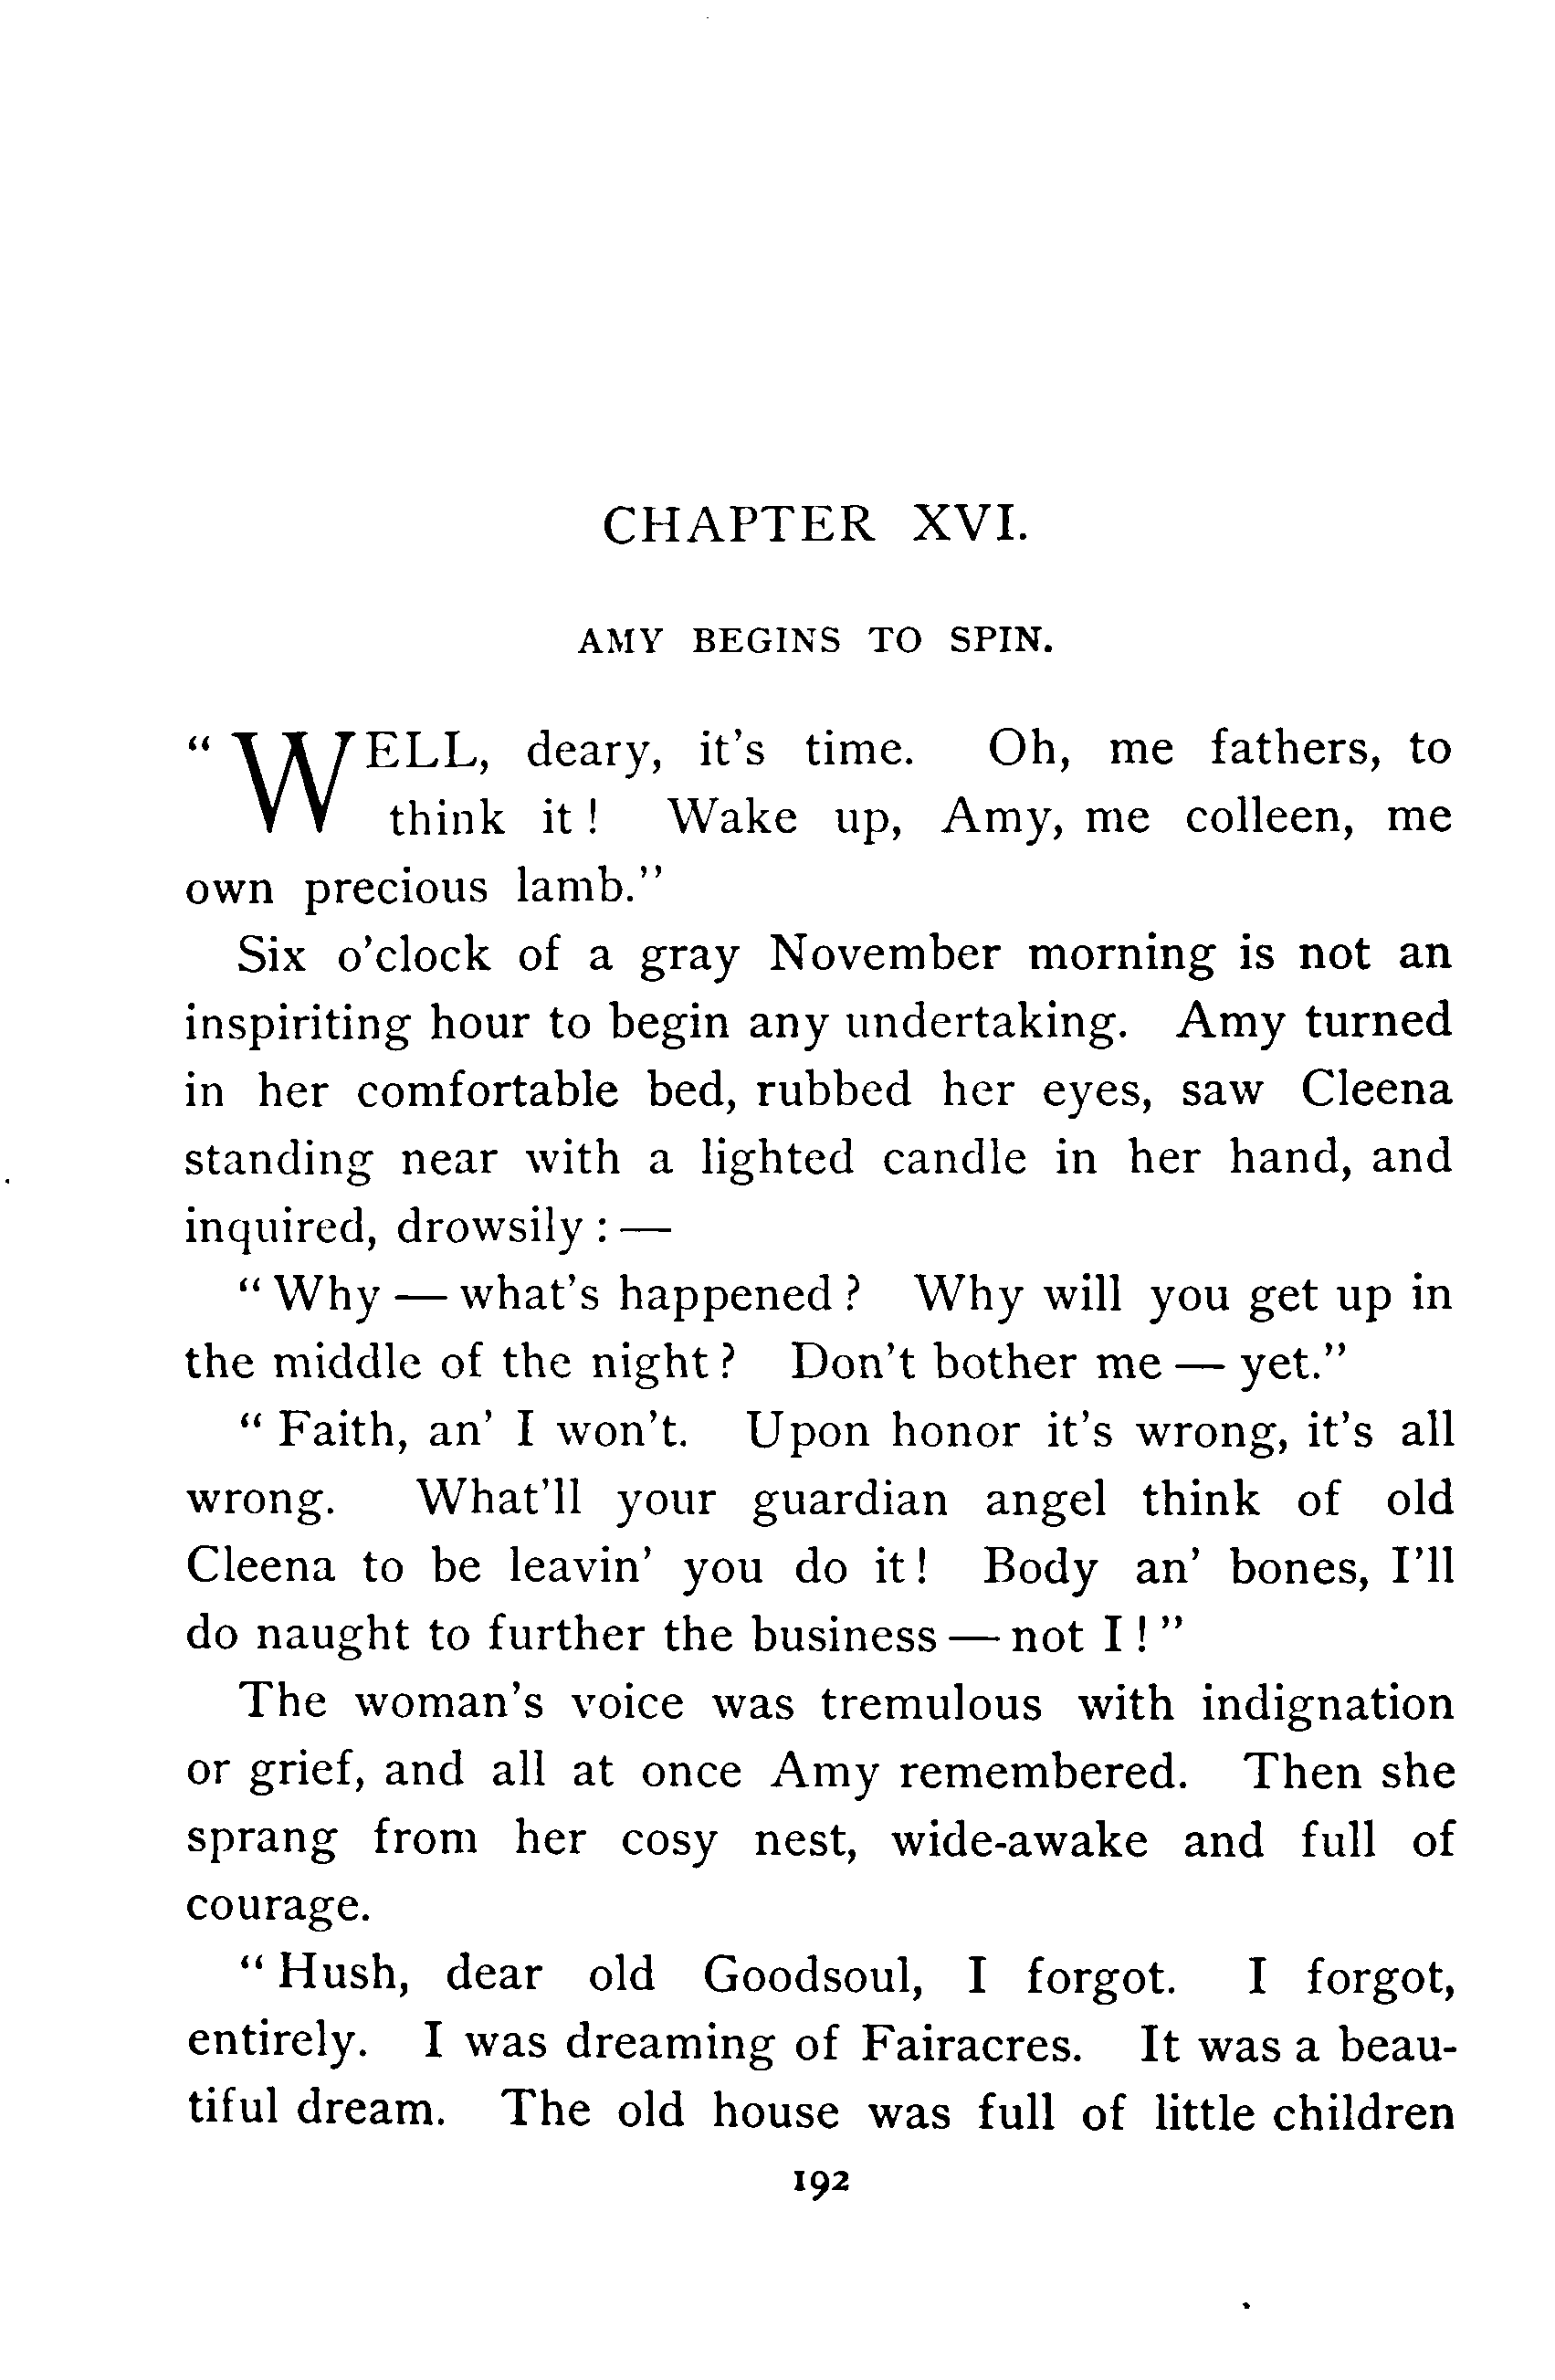 CHAPTER XVI.
AMY BEGINS TO SPIN.
“WELL, deary, it’s time. Oh, me fathers, to
think it! Wake up, Amy, me colleen, me
own precious lamb.”
Six o’clock of a gray November morning is not an
inspiriting hour to begin any undertaking. Amy turned
in her comfortable bed, rubbed her eyes, saw Cleena
standing near with a lighted candle in her hand, and
inquired, drowsily:—
“Why—what’s happened? Why will you get up in
the middle of the night? Don’t bother me—yet.”
“Faith, an’ I won’t. Upon honor it’s wrong, it’s all
wrong. What’ll your guardian angel think of old
Cleena to be leavin’ you do it! Body an’ bones, I’ll
do naught to further the business—not I!”
The woman’s voice was tremulous with indignation
or grief, and all at once Amy remembered. Then she
sprang from her cosy nest, wide-awake and full of
courage.
“Hush, dear old Goodsoul, I forgot. I forgot,
entirely. I was dreaming of Fairacres. It was a beau-
tiful dream. The old house was full of little children
192